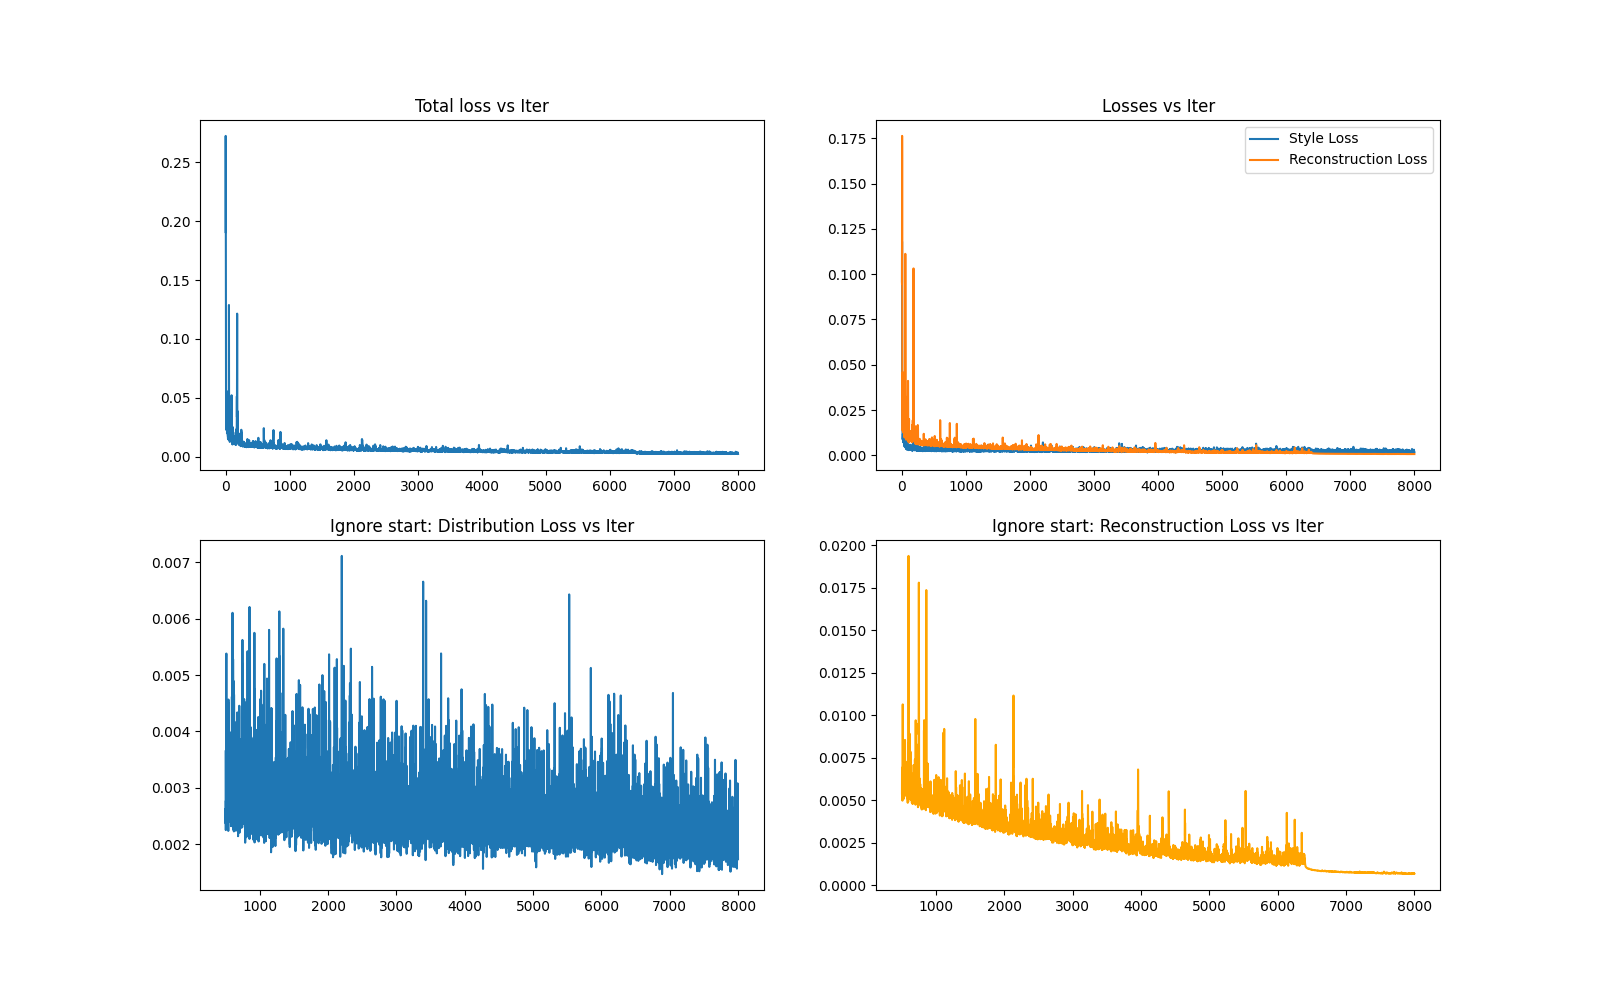 Total loss vs Iter
0.25
0.20
0.15
0.10
0.05
0.00
0 1000 2000 3000 4000 5000 6000 7000 8000
Losses vs Iter
Style Loss
Reconstruction Loss
0.175
0.150
0.125
0.100
0.075
0.050
0.025
0.000
0 1000 2000 3000 4000 5000 6000 7000 8000
Ignore start: Distribution Loss vs Iter
0.007
0.006
0.005
0.004
0.003
0.002
1000 2000 3000 4000 5000 6000 7000 8000
Ignore start: Reconstruction Loss vs Iter
0.0200
0.0175
0.0150
0.0125
0.0100
0.0075
0.0050
0.0025
0.0000
1000 2000 3000 4000 5000 6000 7000 8000